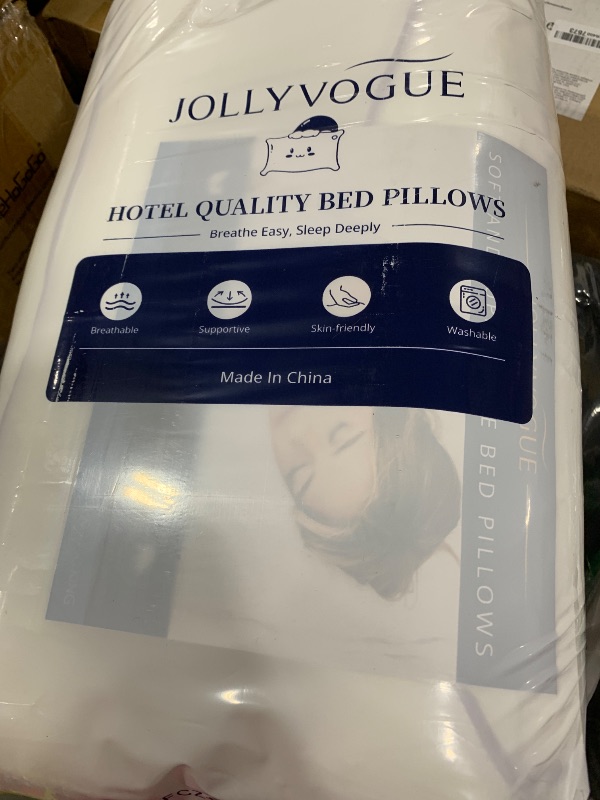 JOLLYVOGUE
HOTEL QUALITY BED PILLOWS
Breathe Easy, Sleep Deeply
Breathable
Supportive
Skin-friendly
Washable
Made In China
BED PILLOWS